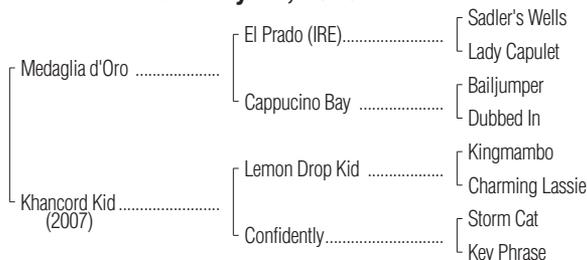 Sadler's Wells
El Prado (IRE)....................
Lady Capulet
Medaglia d'Oro .................
Bailjumper
Cappucino Bay .................
Dubbed In
Kingmambo
Lemon Drop Kid ...............
Charming Lassie
Khancord Kid....................
(2007)
Storm Cat
Confidently.......................
Key Phrase